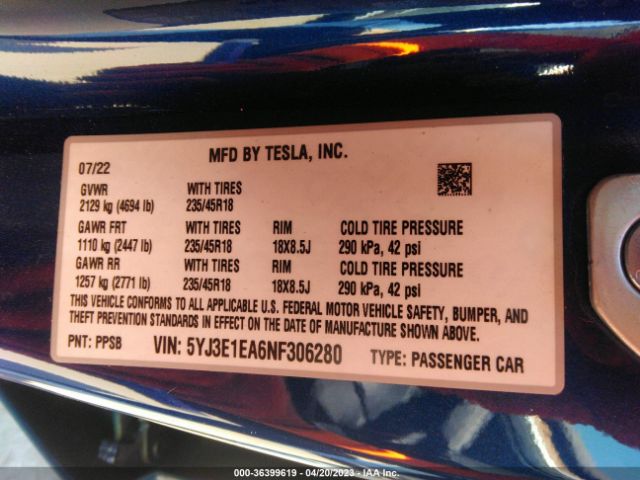 MFD BY TESLA, INC.
07/22
GVWR WITH TIRES
2129 kg (4694 lb) 235/45R18
GAWR FRT WITH TIRES RIM COLD TIRE PRESSURE
1110 kg (2447 lb) 235/45R18 18X8.5J 290 kPa, 42 psi
GAWR RR WITH TIRES RIM COLD TIRE PRESSURE
1257 kg (2771 lb) 235/45R18 18X8.5J 290 kPa, 42 psi
THIS VEHICLE CONFORMS TO ALL APPLICABLE U.S. FEDERAL MOTOR VEHICLE SAFETY, BUMPER, AND
THEFT PREVENTION STANDARDS IN EFFECT ON THE DATE OF MANUFACTURE SHOWN ABOVE.
PNT: PPSB VIN: 5YJ3E1EA6NF306280 TYPE: PASSENGER CAR
000-36399619 - 04/20/2023 - IAA Inc.